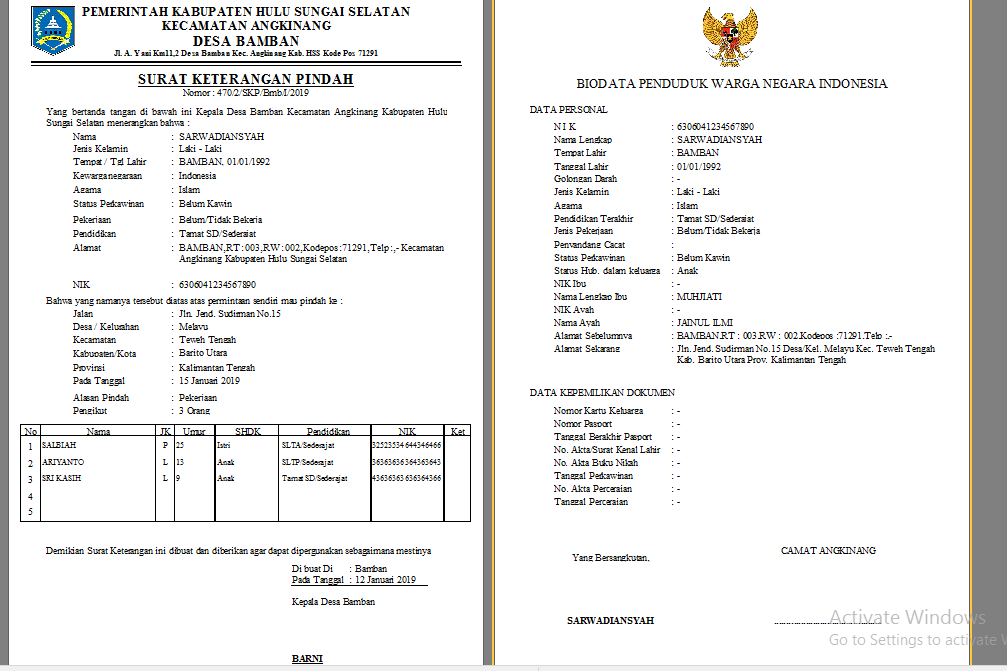 PEMERINTAH KABUPATEN HULU SUNGAI SELATAN
KECAMATAN ANGKINANG
DESA BAMBAN
Jl. A. Yani Km11,2 Desa Bamban Kec. Angkinang Kab. HSS Kode Pos 71291
SURAT KETERANGAN PINDAH
Nomor : 470/2/SKP/Bmb/I/2019
Yang bertanda tangan di bawah ini Kepala Desa Bamban Kecamatan Angkinang Kabupaten Hulu
Sungai Selatan menerangkan bahwa :
Nama : SARWADIANSYAH
Jenis Kelamin : Laki - Laki
Tempat / Tgl Lahir : BAMBAN, 01/01/1992
Kewarganegaraan : Indonesia
Agama : Islam
Status Perkawinan : Belum Kawin
Pekerjaan : Belum/Tidak Bekerja
Pendidikan : Tamat SD/Sederajat
Alamat : BAMBAN,RT:003,RW:002,Kodepos:71291,Telp:,- Kecamatan
Angkinang Kabupaten Hulu Sungai Selatan
NIK : 6306041234567890
Bahwa yang namanya tersebut diatas atas permintaan sendiri mau pindah ke :
Jalan : Jln. Jend. Sudirman No.15
Desa / Kelurahan : Melayu
Kecamatan : Teweh Tengah
Kabupaten/Kota : Barito Utara
Provinsi : Kalimantan Tengah
Pada Tanggal : 15 Januari 2019
Alasan Pindah : Pekerjaan
Pengikut : 3 Orang
No Nama JK Umur SHDK Pendidikan NIK Ket
1 SALBIAH P 25 Istri SLTA/Sederajat 32523534644346466
2 ARIYANTO L 13 Anak SLTP/Sederajat 3636363636436343
3 SRI KASIH L 9 Anak Tamat SD/Sederajat 43636363636364366
4
5
Demikian Surat Keterangan ini dibuat dan diberikan agar dapat dipergunakan sebagaimana mestinya
Di buat Di : Bamban
Pada Tanggal : 12 Januari 2019
Kepala Desa Bamban
BARNI
BIODATA PENDUDUK WARGA NEGARA INDONESIA
DATA PERSONAL
N I K : 6306041234567890
Nama Lengkap : SARWADIANSYAH
Tempat Lahir : BAMBAN
Tanggal Lahir : 01/01/1992
Golongan Darah : -
Jenis Kelamin : Laki - Laki
Agama : Islam
Pendidikan Terakhir : Tamat SD/Sederajat
Jenis Pekerjaan : Belum/Tidak Bekerja
Penyandang Cacat :
Status Perkawinan : Belum Kawin
Status Hub. dalam keluarga : Anak
NIK Ibu : -
Nama Lengkap Ibu : MUHJIATI
NIK Ayah : -
Nama Ayah : JAINUL ILMI
Alamat Sebelumnya : BAMBAN,RT : 003,RW : 002,Kodepos :71291,Telp :,-
Alamat Sekarang : Jln. Jend. Sudirman No.15 Desa/Kel. Melayu Kec. Teweh Tengah
Kab. Barito Utara Prov. Kalimantan Tengah
DATA KEPEMILIKAN DOKUMEN
Nomor Kartu Keluarga : -
Nomor Pasport : -
Tanggal Berakhir Pasport : -
No. Akta/Surat Kenal Lahir : -
No. Akta Buku Nikah : -
Tanggal Perkawinan : -
No. Akta Perceraian : -
Tanggal Perceraian : -
Yang Bersangkutan,
CAMAT ANGKINANG
SARWADIANSYAH
Activate Windows
Go to Settings to activate W